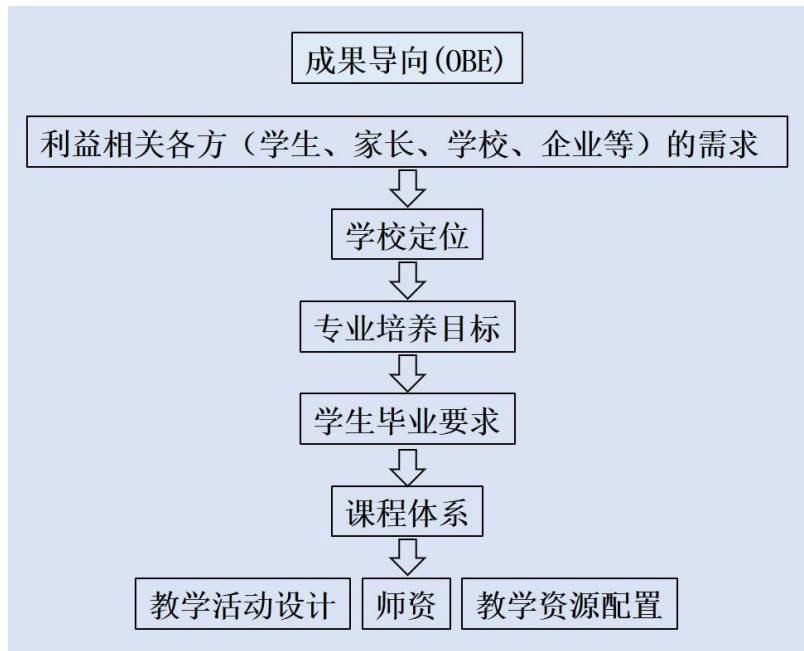 成果导向(OBE)
利益相关各方（学生、家长、学校、企业等）的需求
学校定位
专业培养目标
学生毕业要求
课程体系
教学活动设计 师资 教学资源配置